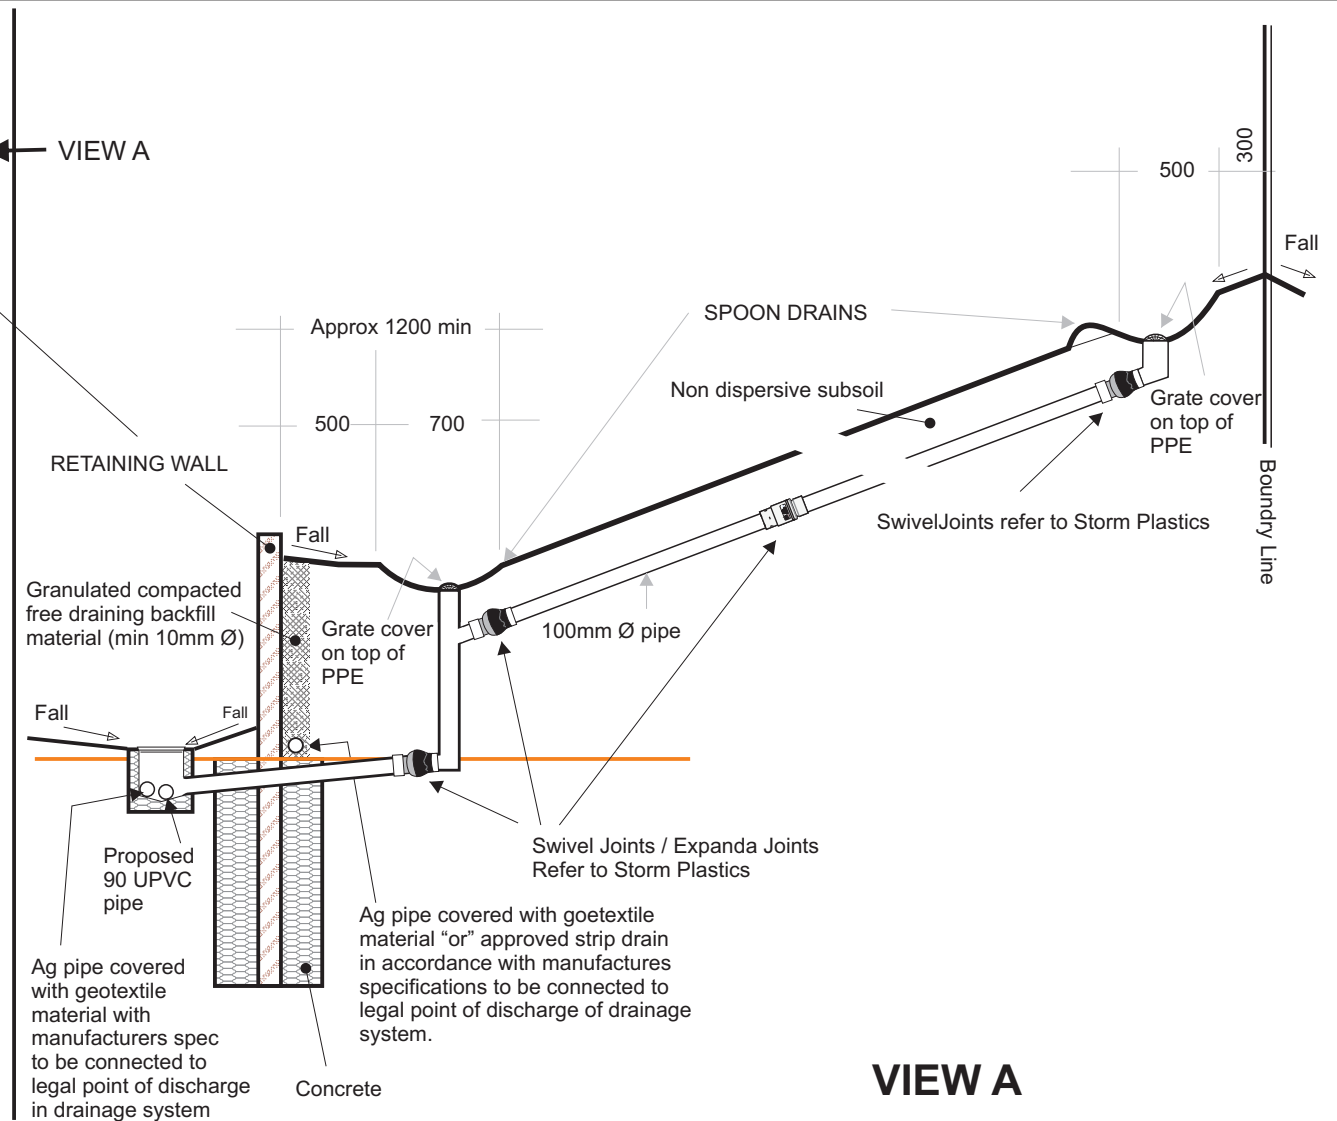 VIEW A
300
500
Fall
Approx 1200 min
SPOON DRAINS
Non dispersive subsoil
Grate cover
on top of
PPE
500
700
RETAINING WALL
Boundry Line
SwivelJoints refer to Storm Plastics
Fall
Granulated compacted
free draining backfill
material (min 10mm Ø)
Grate cover
on top of
PPE
100mm Ø pipe
Fall
Fall
Swivel Joints / Expanda Joints
Refer to Storm Plastics
Proposed
90 UPVC
pipe
Ag pipe covered with goetextile
material “or” approved strip drain
in accordance with manufactures
specifications to be connected to
legal point of discharge of drainage
system.
Ag pipe covered
with geotextile
material with
manufacturers spec
to be connected to
legal point of discharge
in drainage system
Concrete
VIEW A